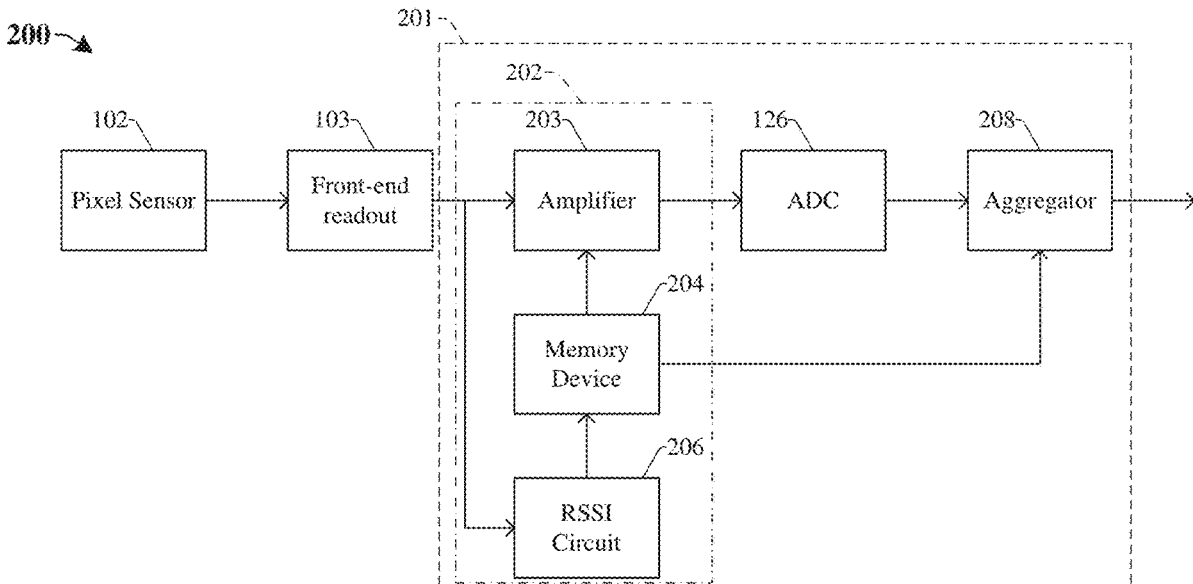 200
201
202
102
103
203
126
208
Pixel Sensor
Front-end
readout
Amplifier
ADC
Aggregator
204
Memory
Device
206
RSSI
Circuit